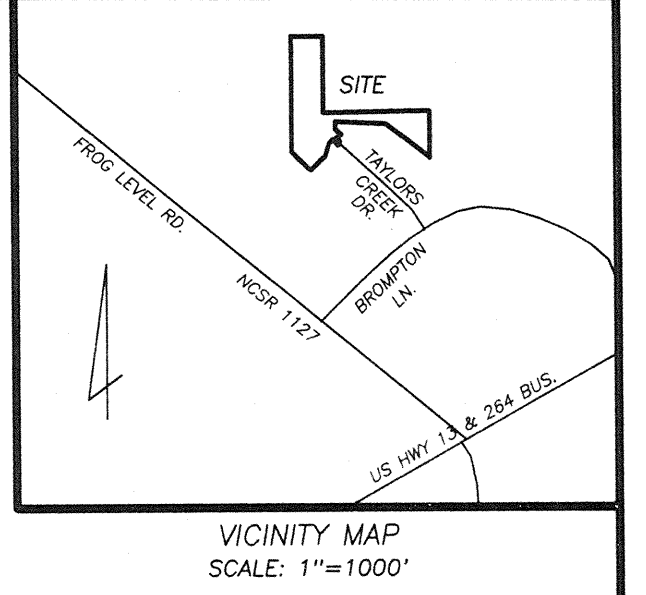 SITE
TAYLORS
CREEK
DR.
FROG LEVEL RD.
BROMPTON
LN.
NCSR 1127
US HWY 13 & 264 BUS.
VICINITY MAP
SCALE: 1"=1000'